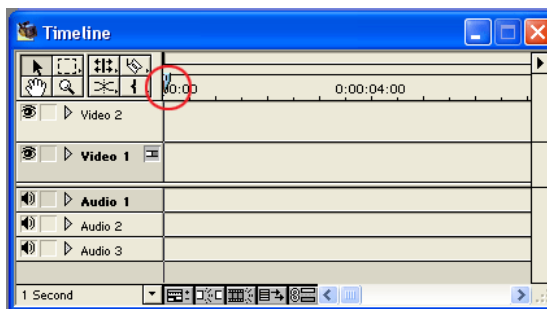 Timeline
0:00 0:00:04:00
Video 2
Video 1
Audio 1
Audio 2
Audio 3
1 Second